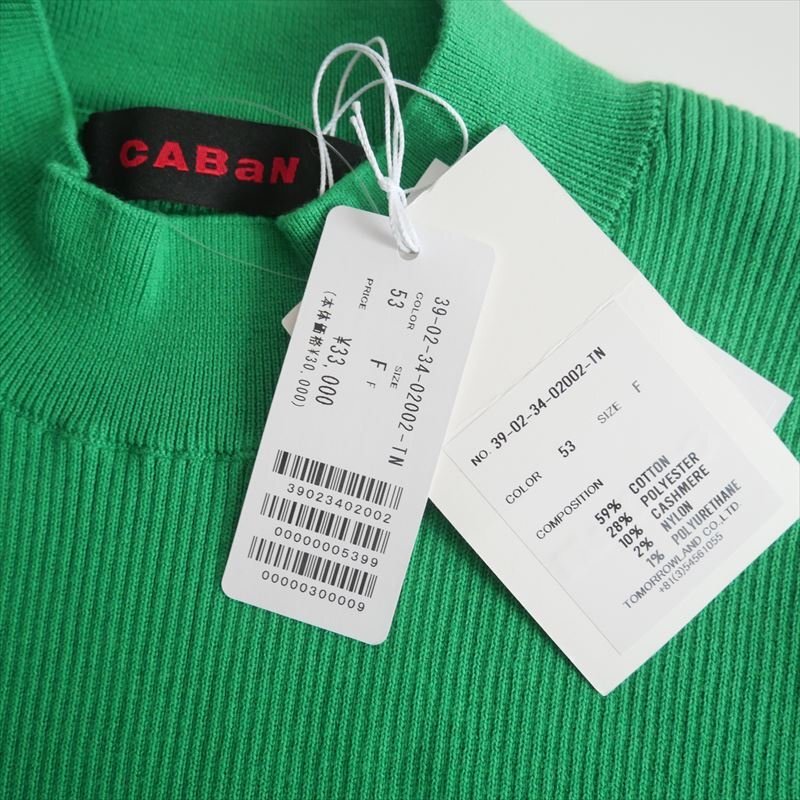 CABaN
39-02-34-02002-TN
COLOR SIZE
53 F F
PRICE
¥33,000
(本体価格¥30,000)
39023402002
00000005399
00000300009
NO. 39-02-34-02002-TN
COLOR 53 SIZE F
COMPOSITION
59% COTTON
28% POLYESTER
10% CASHMERE
2% NYLON
1% POLYURETHANE
TOMORROWLAND CO.,LTD
+81(3)54561055